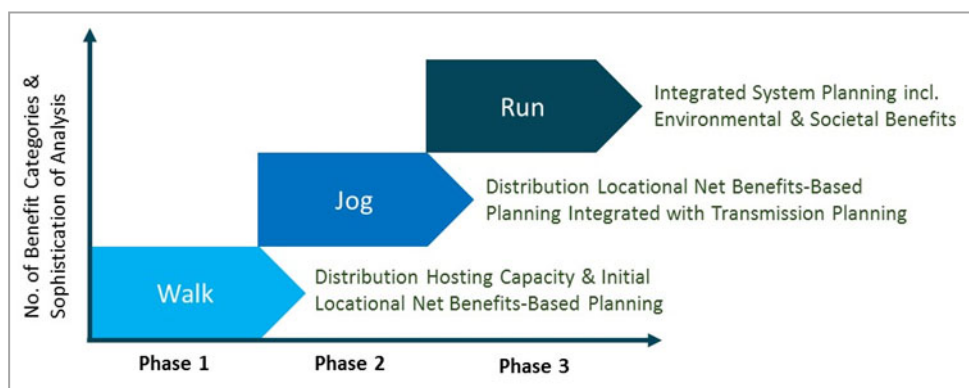 No. of Benefit Categories &
Sophistication of Analysis
Run
Integrated System Planning incl.
Environmental & Societal Benefits
Jog
Distribution Locational Net Benefits-Based
Planning Integrated with Transmission Planning
Walk
Distribution Hosting Capacity & Initial
Locational Net Benefits-Based Planning
Phase 1
Phase 2
Phase 3